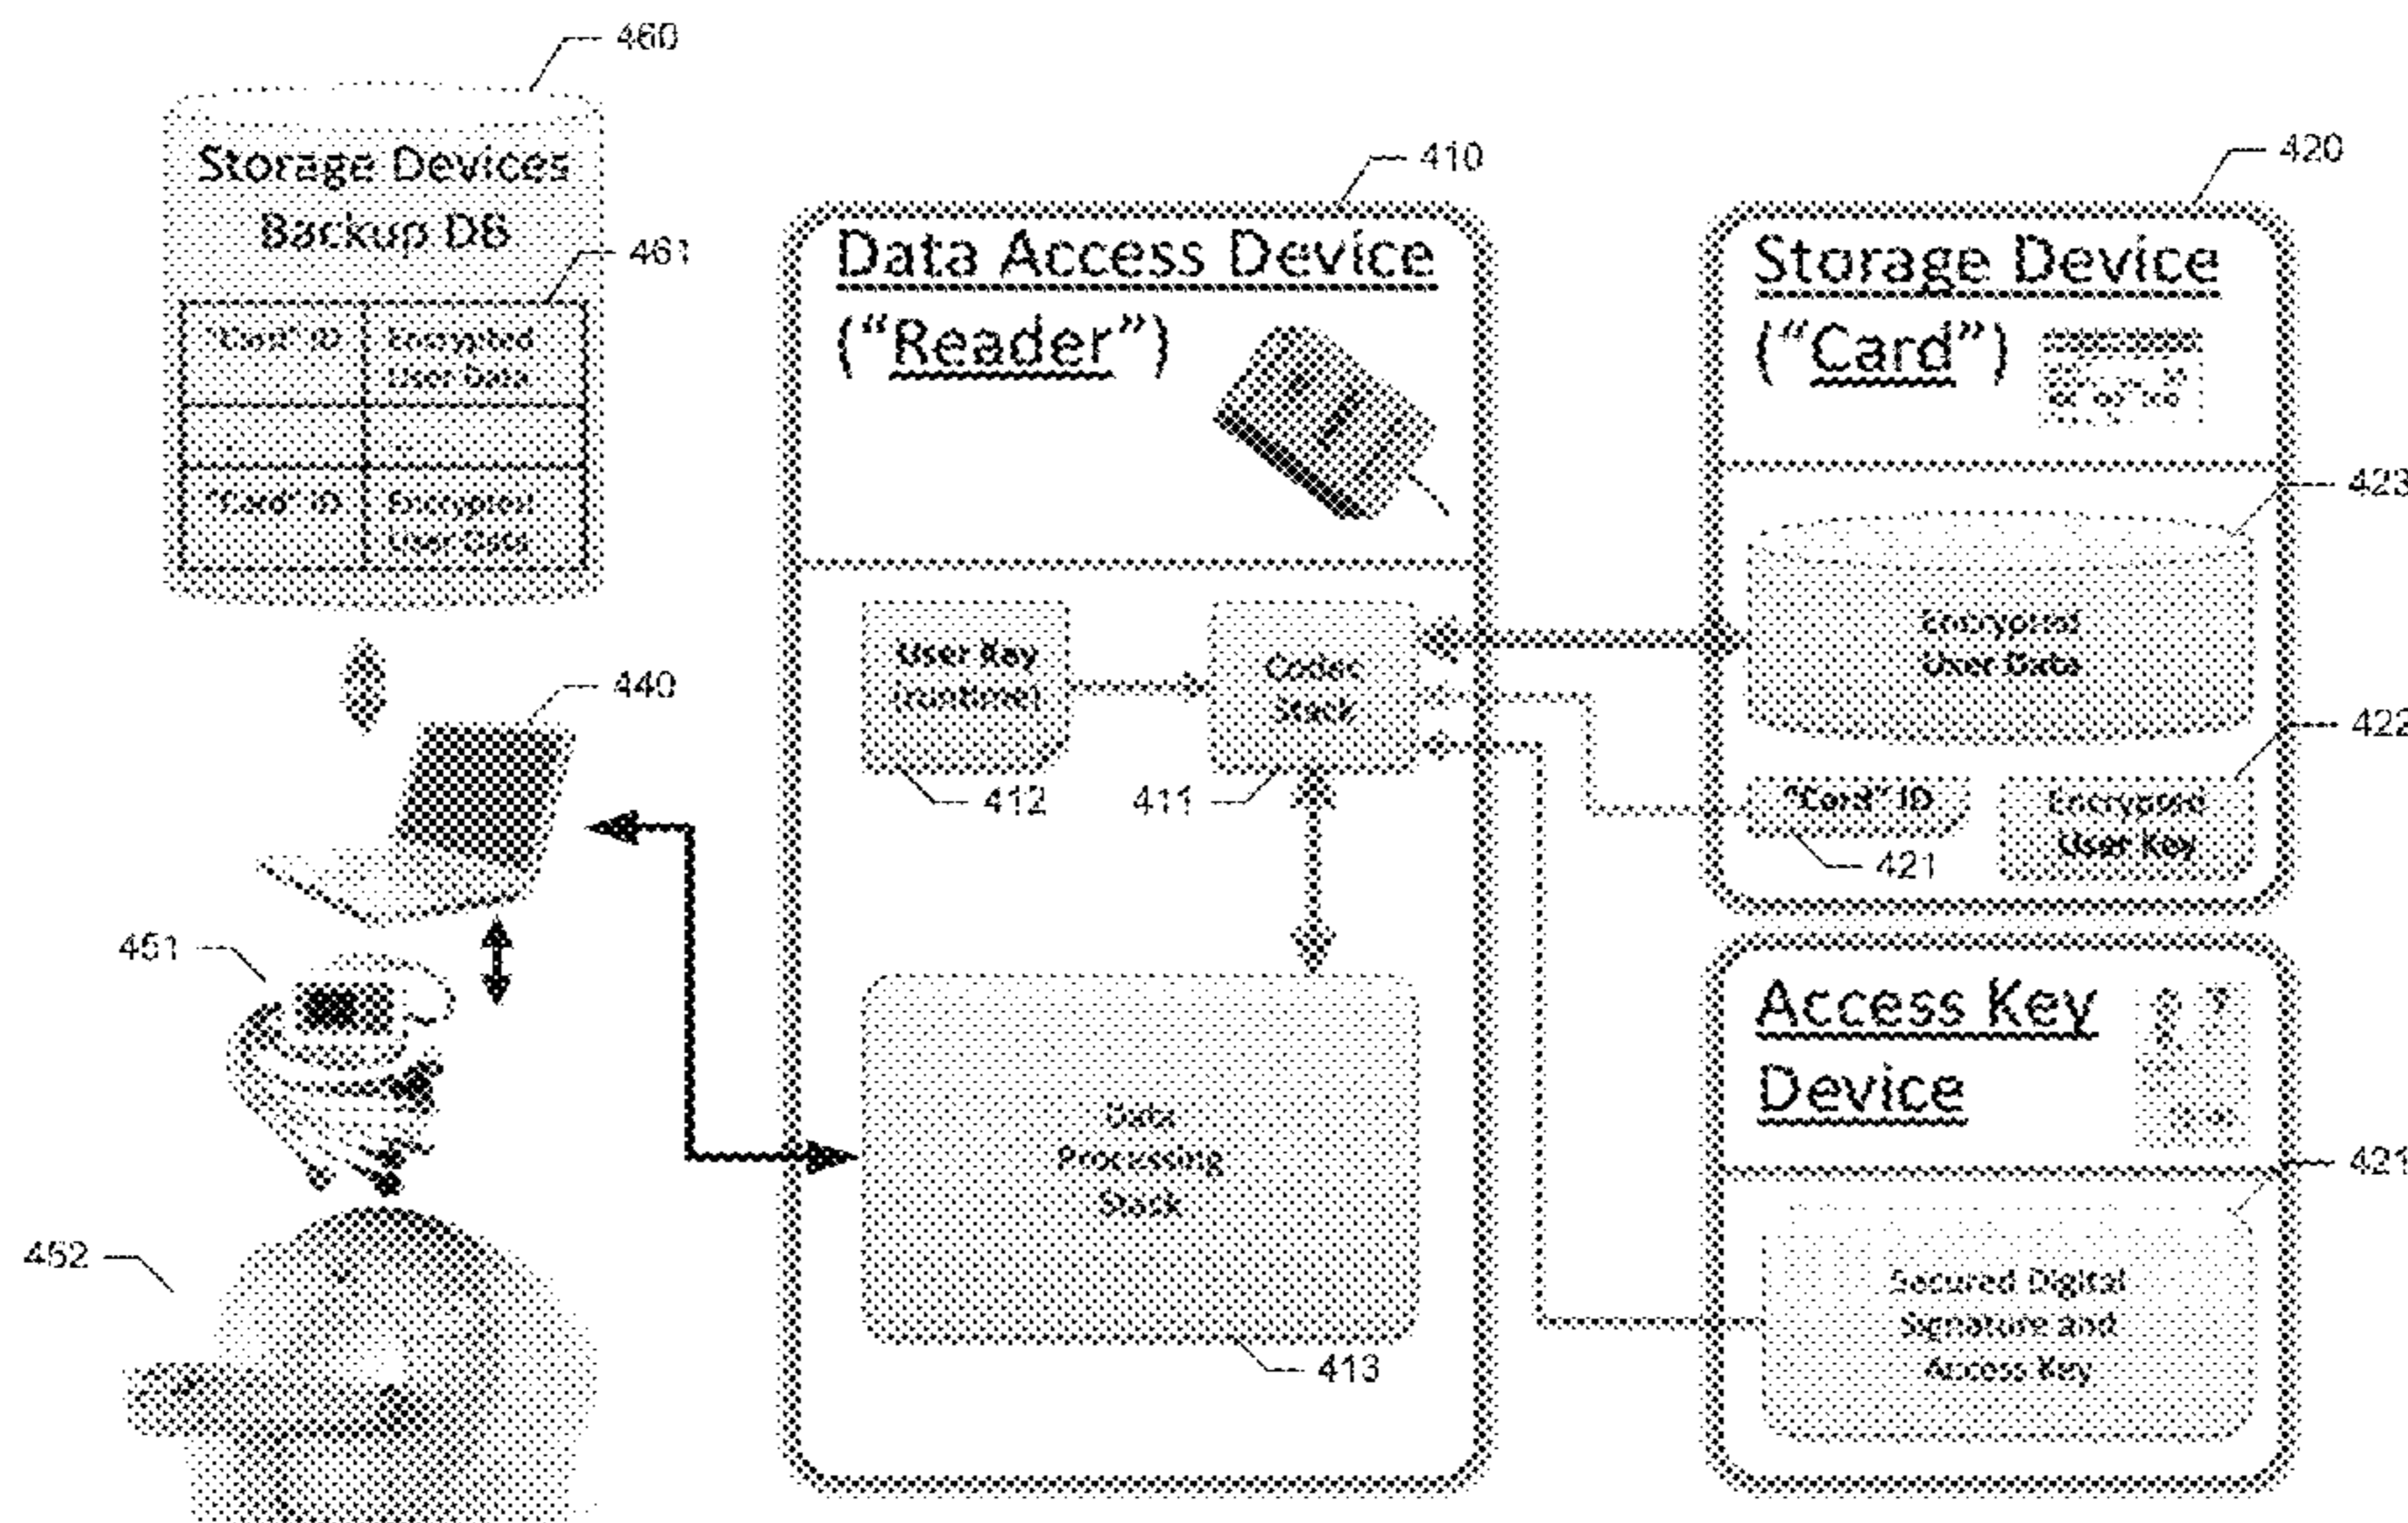 460
Storage Devices
Backup DB
461
"Card" ID
Encrypted
User Data
...
...
"Card" ID
Encrypted
User Data
440
451
452
410
Data Access Device
("Reader")
User Key
(runtime)
Codec
Stack
412
411
Data
Processing
Stack
413
420
Storage Device
("Card")
423
Encrypted
User Data
422
"Card" ID
421
Encrypted
User Key
Access Key
Device
421
Secured Digital
Signature and
Access Key